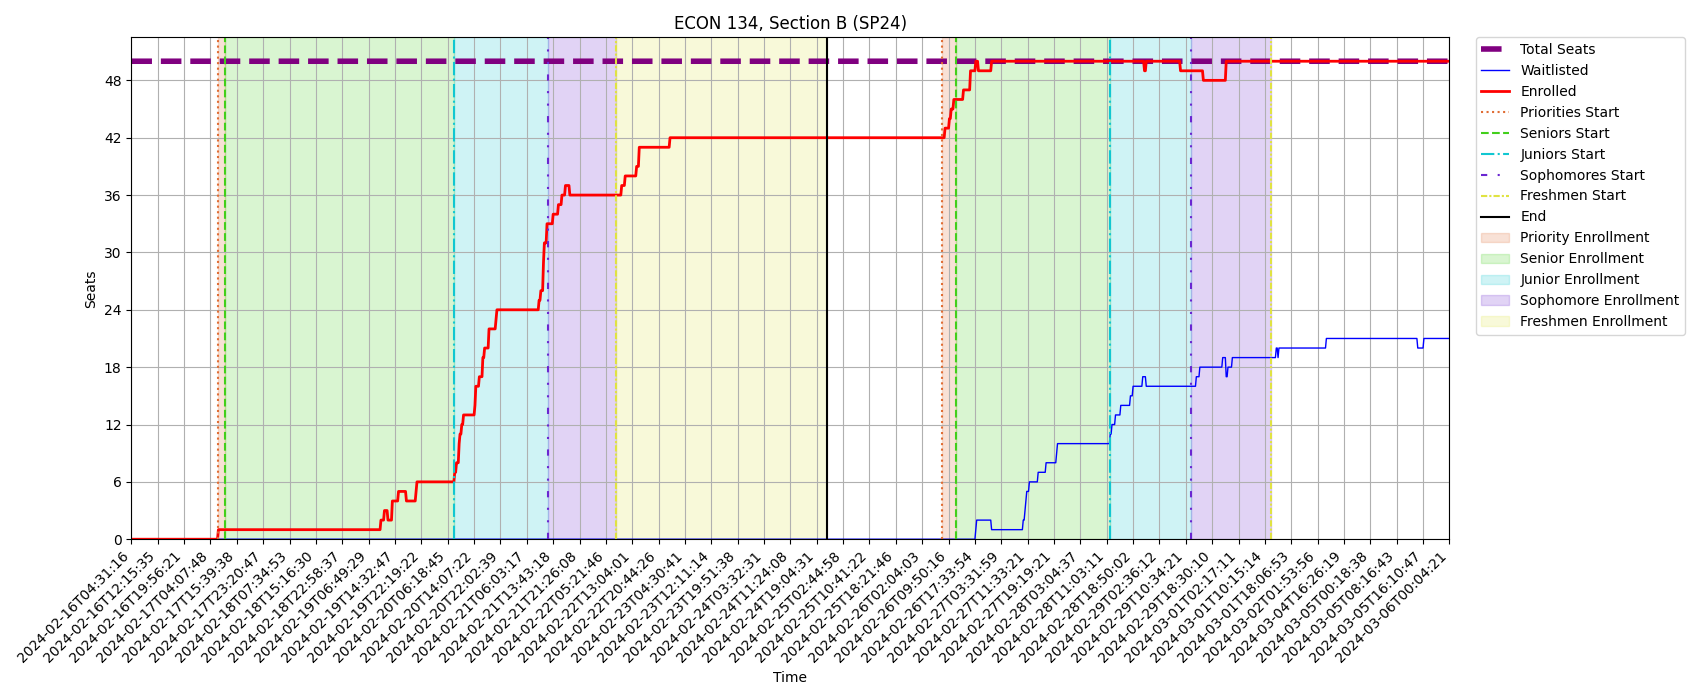 ECON 134, Section B (SP24)
Seats
48
42
36
30
24
18
12
6
0
2024-02-16T04:31:16
2024-02-16T12:15:35
2024-02-16T19:56:21
2024-02-17T04:07:48
2024-02-17T15:39:38
2024-02-17T23:20:47
2024-02-18T07:34:53
2024-02-18T15:16:30
2024-02-18T22:58:37
2024-02-19T06:49:29
2024-02-19T14:32:47
2024-02-19T22:19:22
2024-02-20T06:18:45
2024-02-20T14:07:22
2024-02-20T22:02:39
2024-02-21T06:03:17
2024-02-21T13:43:18
2024-02-21T21:26:08
2024-02-22T05:21:46
2024-02-22T13:04:01
2024-02-22T20:44:26
2024-02-23T04:30:41
2024-02-23T12:11:14
2024-02-23T19:51:38
2024-02-24T03:32:31
2024-02-24T11:24:08
2024-02-24T19:04:31
2024-02-25T02:44:58
2024-02-25T10:41:22
2024-02-25T18:21:46
2024-02-26T02:04:03
2024-02-26T09:50:16
2024-02-26T17:33:54
2024-02-27T03:31:59
2024-02-27T11:33:21
2024-02-27T19:19:21
2024-02-28T03:04:37
2024-02-28T11:03:11
2024-02-28T18:50:02
2024-02-29T02:36:12
2024-02-29T10:34:21
2024-02-29T18:30:10
2024-03-01T02:17:11
2024-03-01T10:15:14
2024-03-01T18:06:53
2024-03-02T01:53:56
2024-03-04T16:26:19
2024-03-05T00:18:38
2024-03-05T08:16:43
2024-03-05T16:10:47
2024-03-06T00:04:21
Time
Total Seats
Waitlisted
Enrolled
Priorities Start
Seniors Start
Juniors Start
Sophomores Start
Freshmen Start
End
Priority Enrollment
Senior Enrollment
Junior Enrollment
Sophomore Enrollment
Freshmen Enrollment